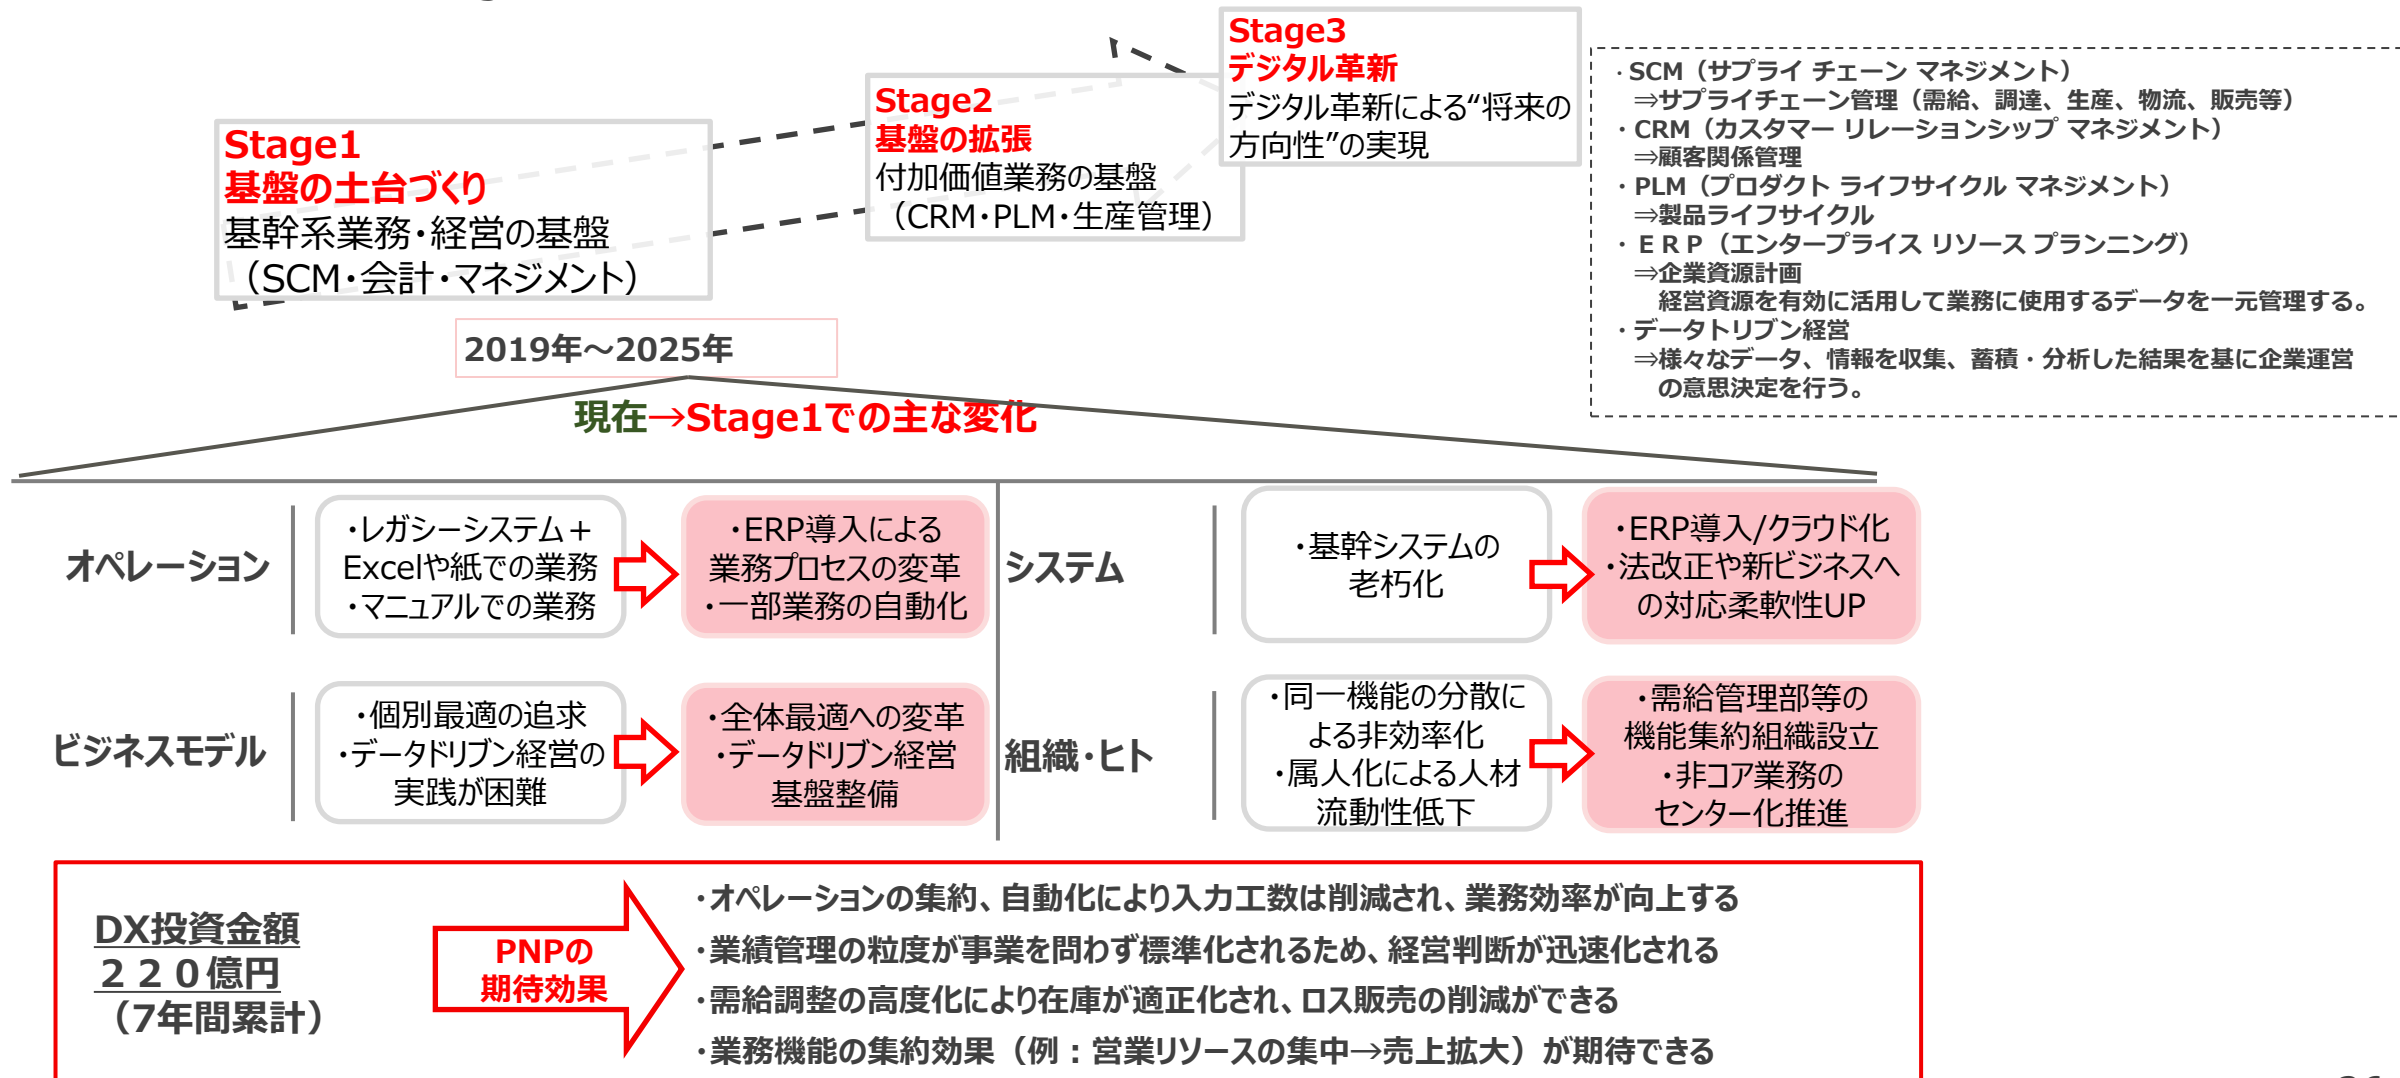 Stage1
基盤の土台づくり
基幹系業務・経営の基盤
（SCM・会計・マネジメント）
Stage2
基盤の拡張
付加価値業務の基盤
（CRM・PLM・生産管理）
Stage3
デジタル革新
デジタル革新による“将来の
方向性”の実現
・SCM（サプライ チェーン マネジメント）
⇒サプライチェーン管理（需給、調達、生産、物流、販売等）
・CRM（カスタマー リレーションシップ マネジメント）
⇒顧客関係管理
・PLM（プロダクト ライフサイクル マネジメント）
⇒製品ライフサイクル
・ＥＲＰ（エンタープライス リソース プランニング）
⇒企業資源計画
経営資源を有効に活用して業務に使用するデータを一元管理する。
・データトリブン経営
⇒様々なデータ、情報を収集、蓄積・分析した結果を基に企業運営
の意思決定を行う。
2019年～2025年
現在→Stage1での主な変化
オペレーション
・レガシーシステム＋
Excelや紙での業務
・マニュアルでの業務
・ERP導入による
業務プロセスの変革
・一部業務の自動化
システム
・基幹システムの
老朽化
・ERP導入/クラウド化
・法改正や新ビジネスへ
の対応柔軟性UP
ビジネスモデル
・個別最適の追求
・データドリブン経営の
実践が困難
・全体最適への変革
・データドリブン経営
基盤整備
組織・ヒト
・同一機能の分散に
よる非効率化
・属人化による人材
流動性低下
・需給管理部等の
機能集約組織設立
・非コア業務の
センター化推進
DX投資金額
２２０億円
（7年間累計）
PNPの
期待効果
・オペレーションの集約、自動化により入力工数は削減され、業務効率が向上する
・業績管理の粒度が事業を問わず標準化されるため、経営判断が迅速化される
・需給調整の高度化により在庫が適正化され、ロス販売の削減ができる
・業務機能の集約効果（例：営業リソースの集中→売上拡大）が期待できる